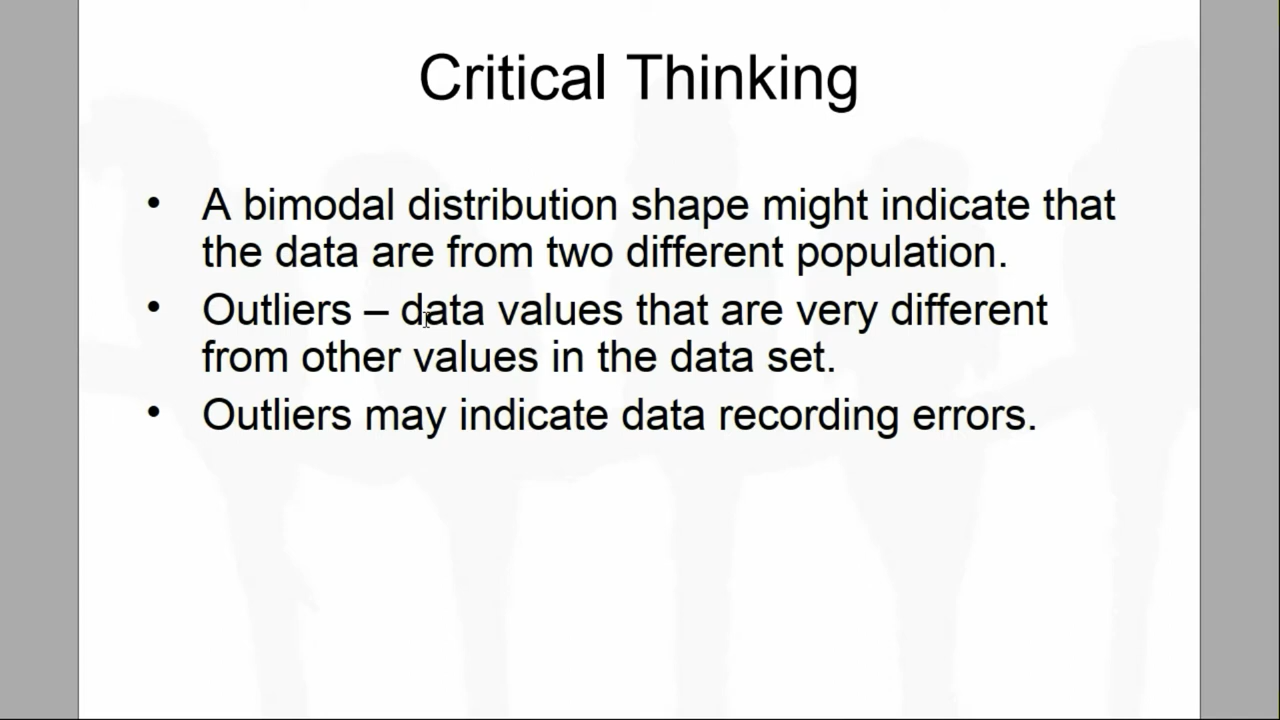 Critical Thinking
• A bimodal distribution shape might indicate that
the data are from two different population.
• Outliers – data values that are very different
from other values in the data set.
• Outliers may indicate data recording errors.